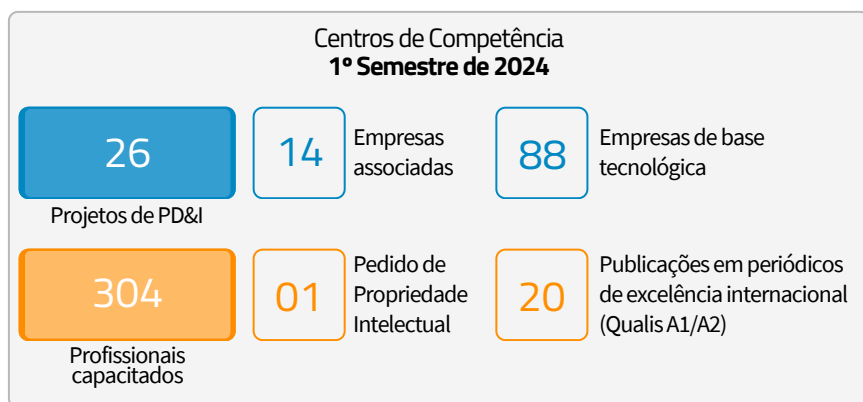 Centros de Competência
1º Semestre de 2024
26
Projetos de PD&I
14
Empresas
associadas
88
Empresas de base
tecnológica
304
Profissionais
capacitados
01
Pedido de
Propriedade
Intelectual
20
Publicações em periódicos
de excelência internacional
(Qualis A1/A2)